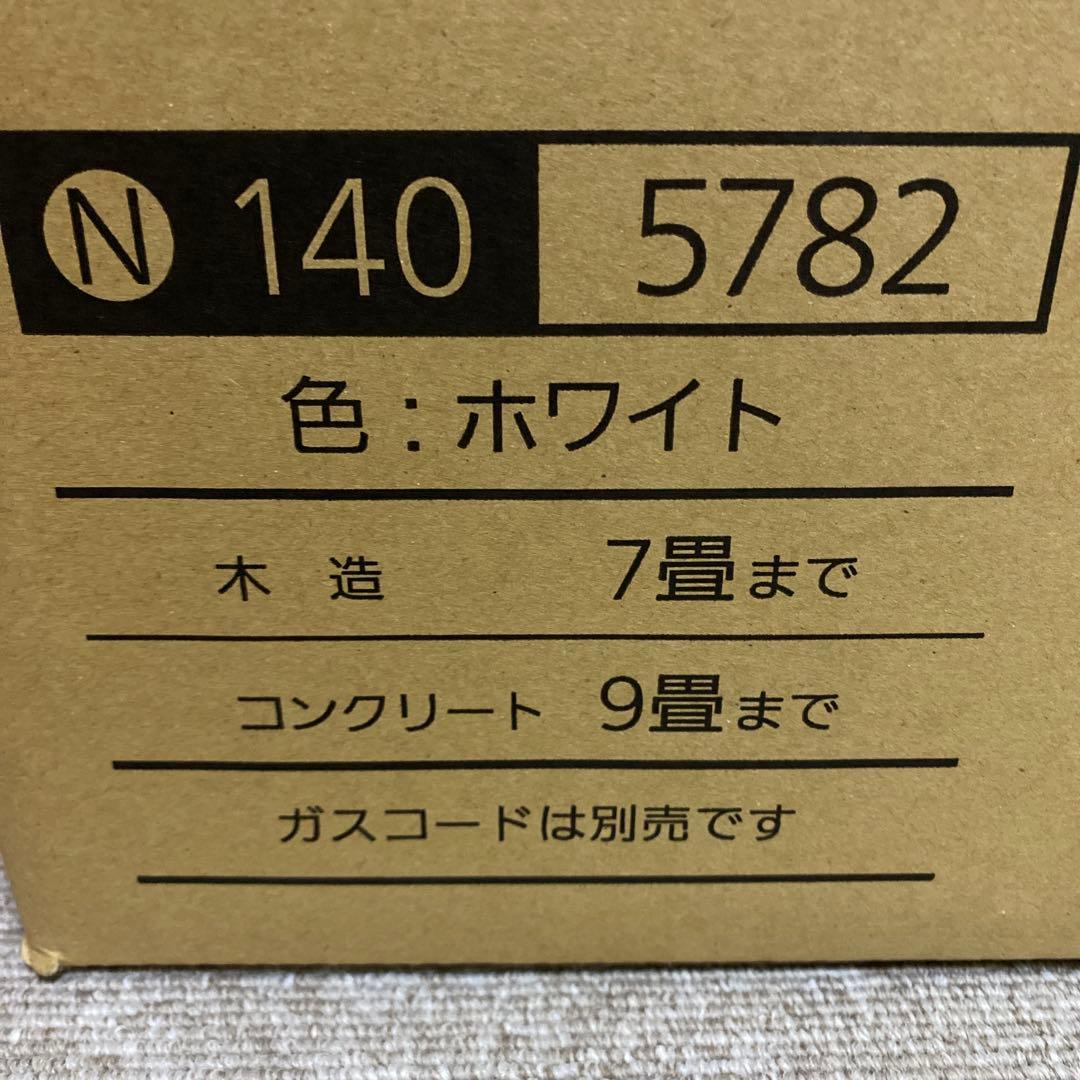 Ⓝ 140 5782
色：ホワイト
木造 7畳まで
コンクリート 9畳まで
ガスコードは別売です